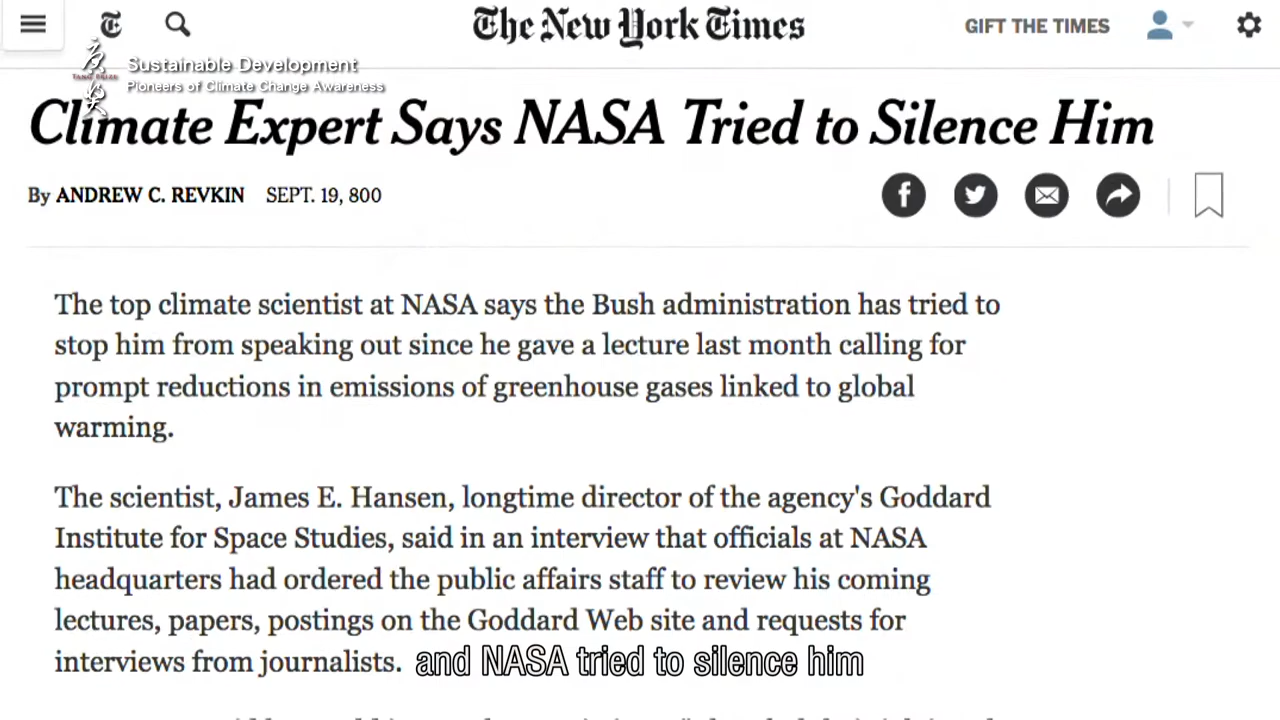 The New York Times
GIFT THE TIMES
唐獎
TANG PRIZE
Sustainable Development
Pioneers of Climate Change Awareness
Climate Expert Says NASA Tried to Silence Him
By ANDREW C. REVKIN SEPT. 19, 800
The top climate scientist at NASA says the Bush administration has tried to
stop him from speaking out since he gave a lecture last month calling for
prompt reductions in emissions of greenhouse gases linked to global
warming.
The scientist, James E. Hansen, longtime director of the agency's Goddard
Institute for Space Studies, said in an interview that officials at NASA
headquarters had ordered the public affairs staff to review his coming
lectures, papers, postings on the Goddard Web site and requests for
interviews from journalists.
and NASA tried to silence him